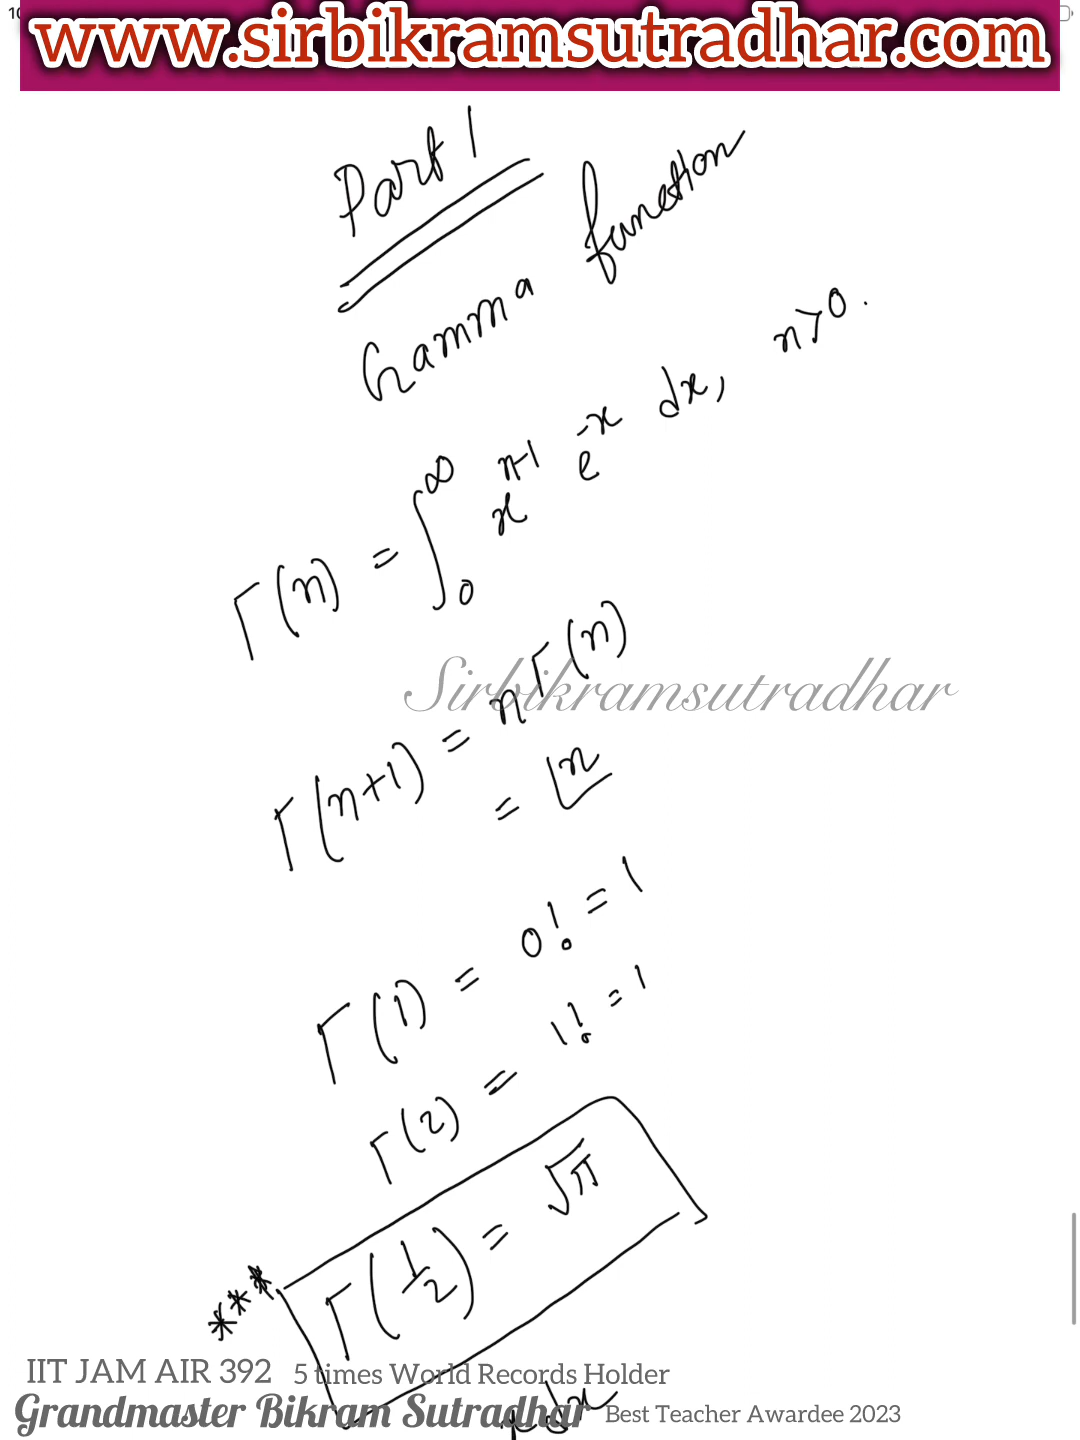 www.sirbikramsutradhar.com
Part 1
Gamma function
Γ(n) = ∫₀^∞ x^(n-1) e^(-x) dx, n>0.
Sirbikramsutradhar
Γ(n+1) = nΓ(n)
= ⌊n
Γ(1) = 0! = 1
Γ(2) = 1! = 1
*** Γ(1/2) = √π
IIT JAM AIR 392 5 times World Records Holder
Grandmaster Bikram Sutradhar Best Teacher Awardee 2023